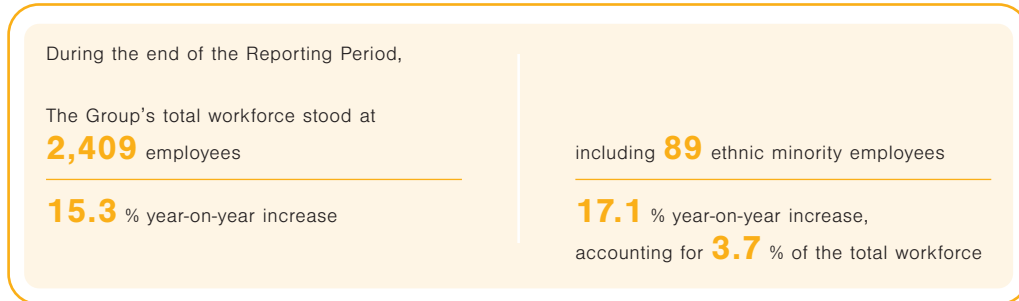 During the end of the Reporting Period,
The Group's total workforce stood at
2,409 employees
15.3 % year-on-year increase
including 89 ethnic minority employees
17.1 % year-on-year increase,
accounting for 3.7 % of the total workforce